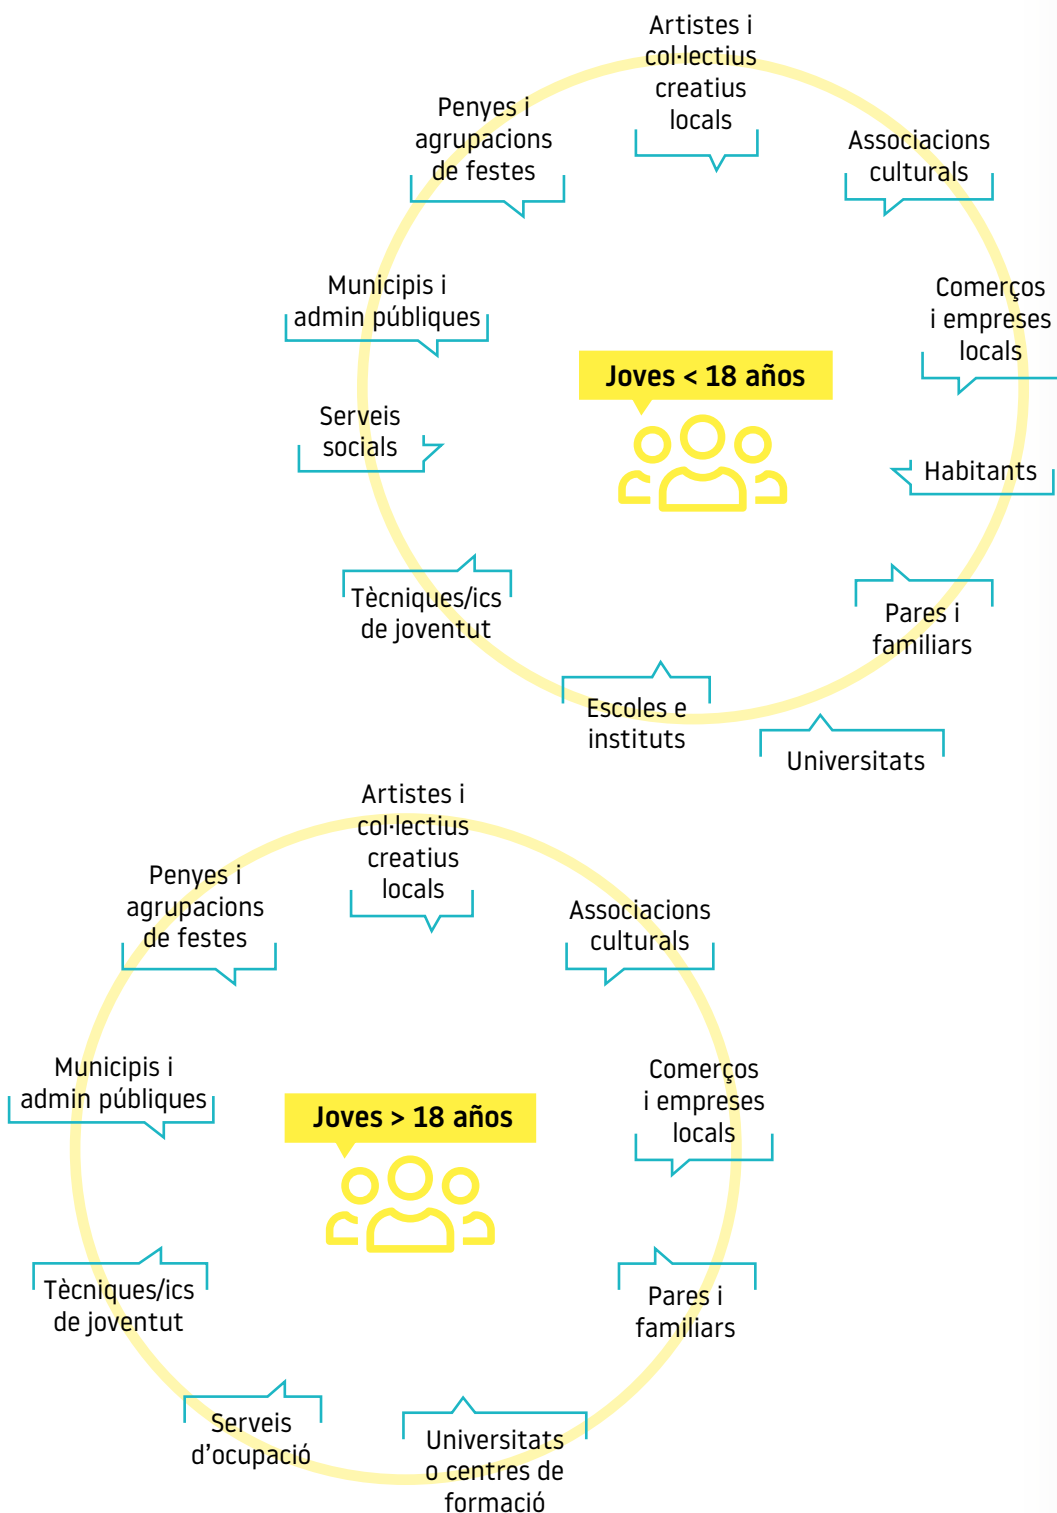 Artistes i
col·lectius
creatius
locals
Penyes i
agrupacions
de festes
Associacions
culturals
Municipis i
admin públiques
Comerços
i empreses
locals
Joves < 18 años
Serveis
socials
Habitants
Tècniques/ics
de joventut
Pares i
familiars
Escoles e
instituts
Universitats
Artistes i
col·lectius
creatius
locals
Penyes i
agrupacions
de festes
Associacions
culturals
Municipis i
admin públiques
Comerços
i empreses
locals
Joves > 18 años
Tècniques/ics
de joventut
Pares i
familiars
Serveis
d'ocupació
Universitats
o centres de
formació